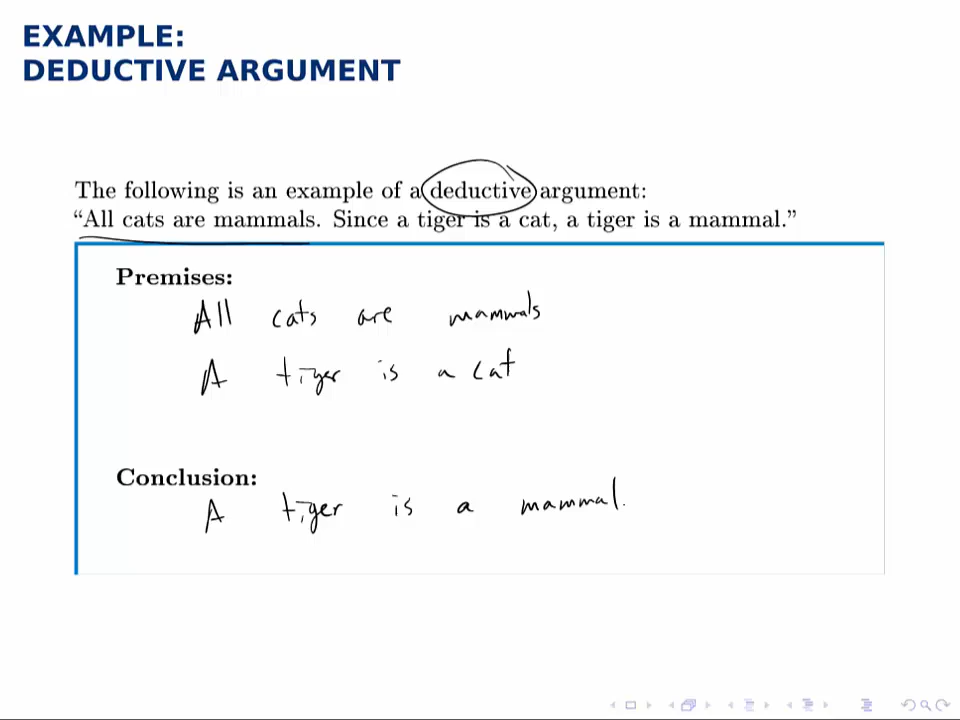 EXAMPLE:
DEDUCTIVE ARGUMENT
The following is an example of a deductive argument:
“All cats are mammals. Since a tiger is a cat, a tiger is a mammal.”
Premises:
All cats are mammals
A tiger is a cat
Conclusion:
A tiger is a mammal.